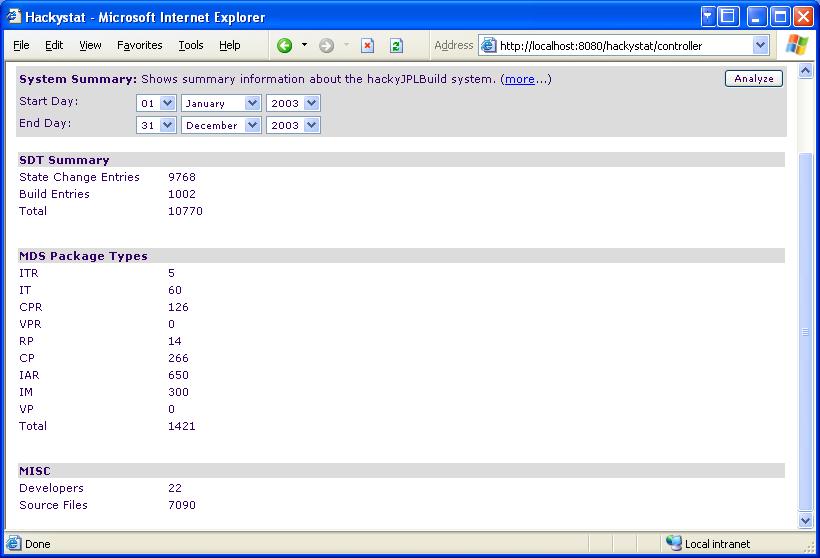 Hackystat - Microsoft Internet Explorer
File Edit View Favorites Tools Help Address http://localhost:8080/hackystat/controller
System Summary: Shows summary information about the hackyJPLBuild system. (more...) Analyze
Start Day: 01 January 2003
End Day: 31 December 2003
SDT Summary
State Change Entries 9768
Build Entries 1002
Total 10770
MDS Package Types
ITR 5
IT 60
CPR 126
VPR 0
RP 14
CP 266
IAR 650
IM 300
VP 0
Total 1421
MISC
Developers 22
Source Files 7090
Done Local intranet